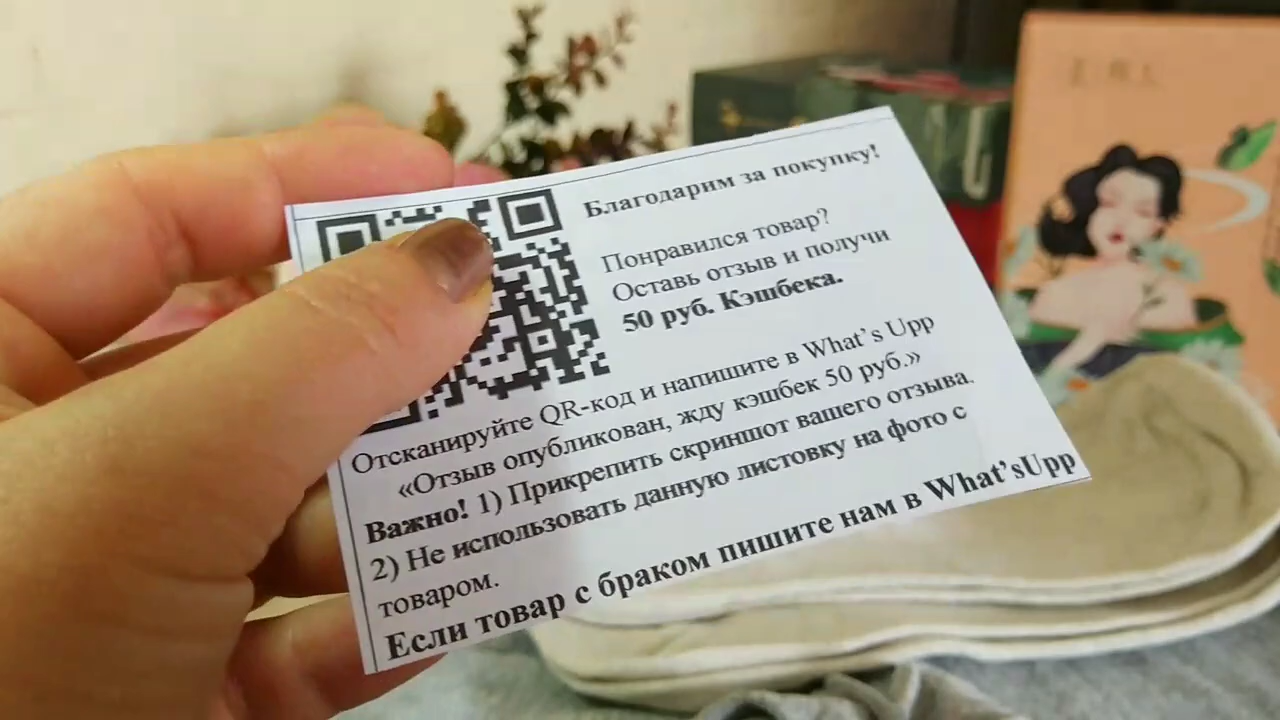 Благодарим за покупку!
Понравился товар?
Оставь отзыв и получи
50 руб. Кэшбека.
Отсканируйте QR-код и напишите в What's Upp
«Отзыв опубликован, жду кэшбек 50 руб.»
Важно! 1) Прикрепить скриншот вашего отзыва.
2) Не использовать данную листовку на фото с
товаром.
Если товар с браком пишите нам в What'sUpp